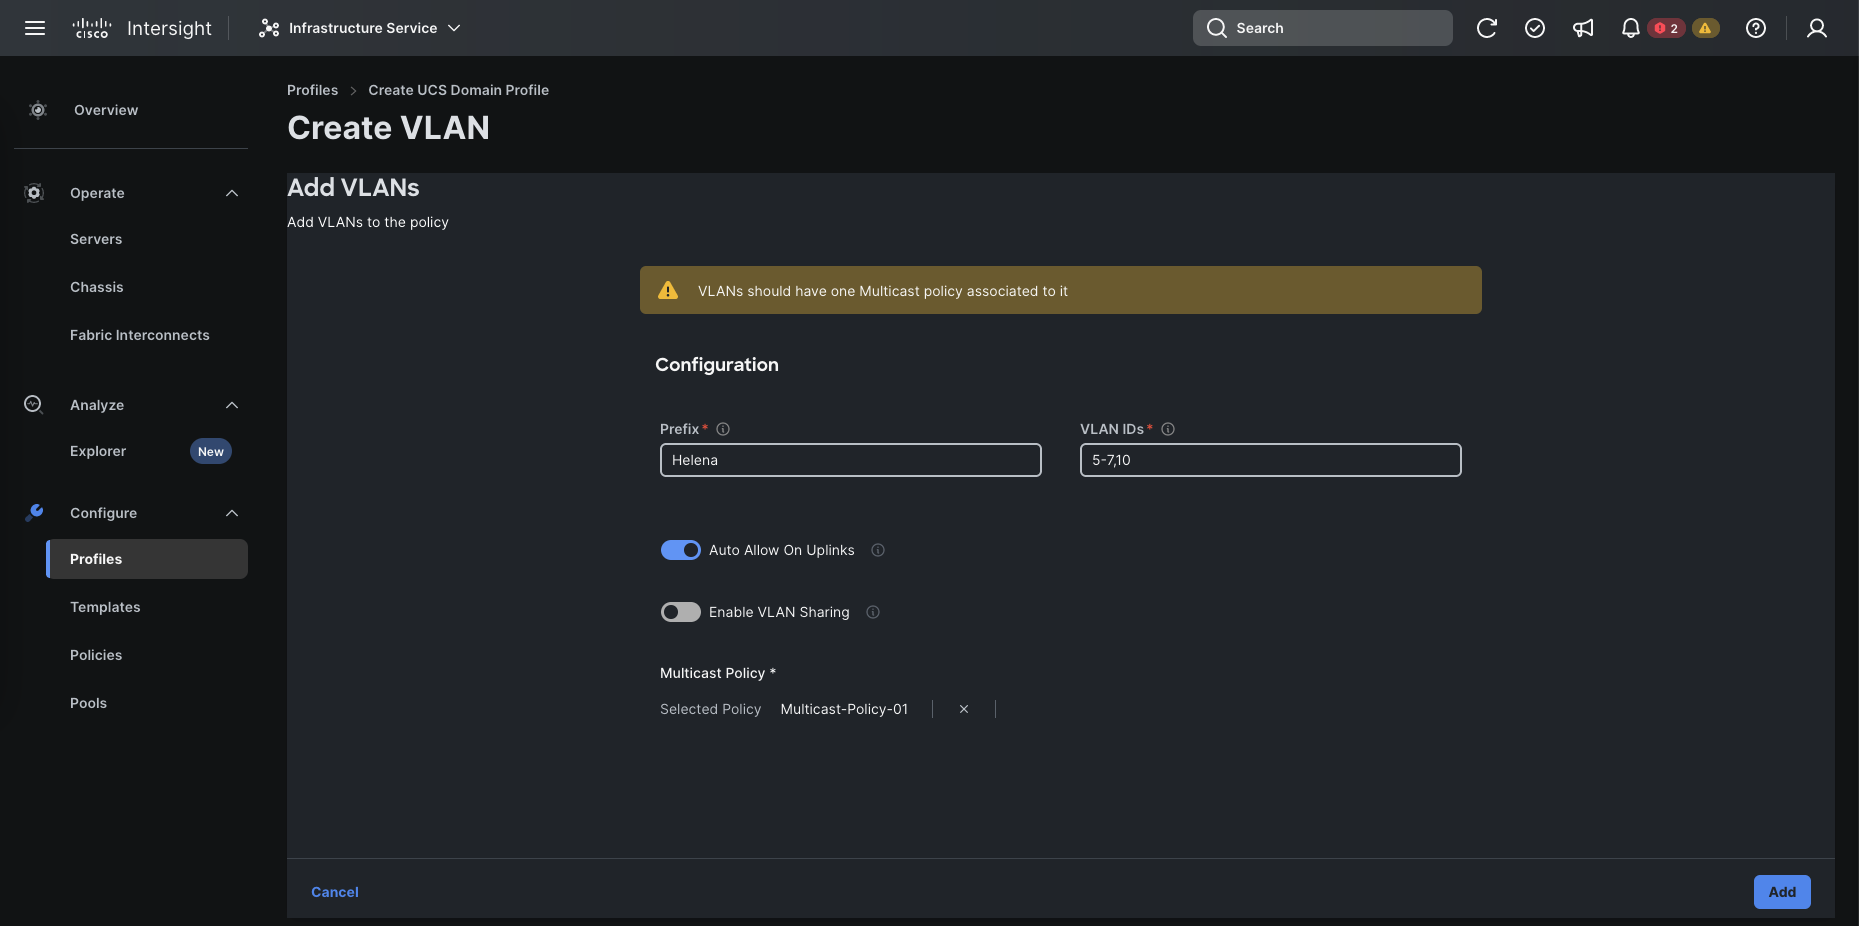 CISCO Intersight Infrastructure Service Search 2
Overview
Operate
Servers
Chassis
Fabric Interconnects
Analyze
Explorer New
Configure
Profiles
Templates
Policies
Pools
Profiles > Create UCS Domain Profile
Create VLAN
Add VLANs
Add VLANs to the policy
VLANs should have one Multicast policy associated to it
Configuration
Prefix * VLAN IDs *
Helena 5-7,10
Auto Allow On Uplinks
Enable VLAN Sharing
Multicast Policy *
Selected Policy Multicast-Policy-01
Cancel Add